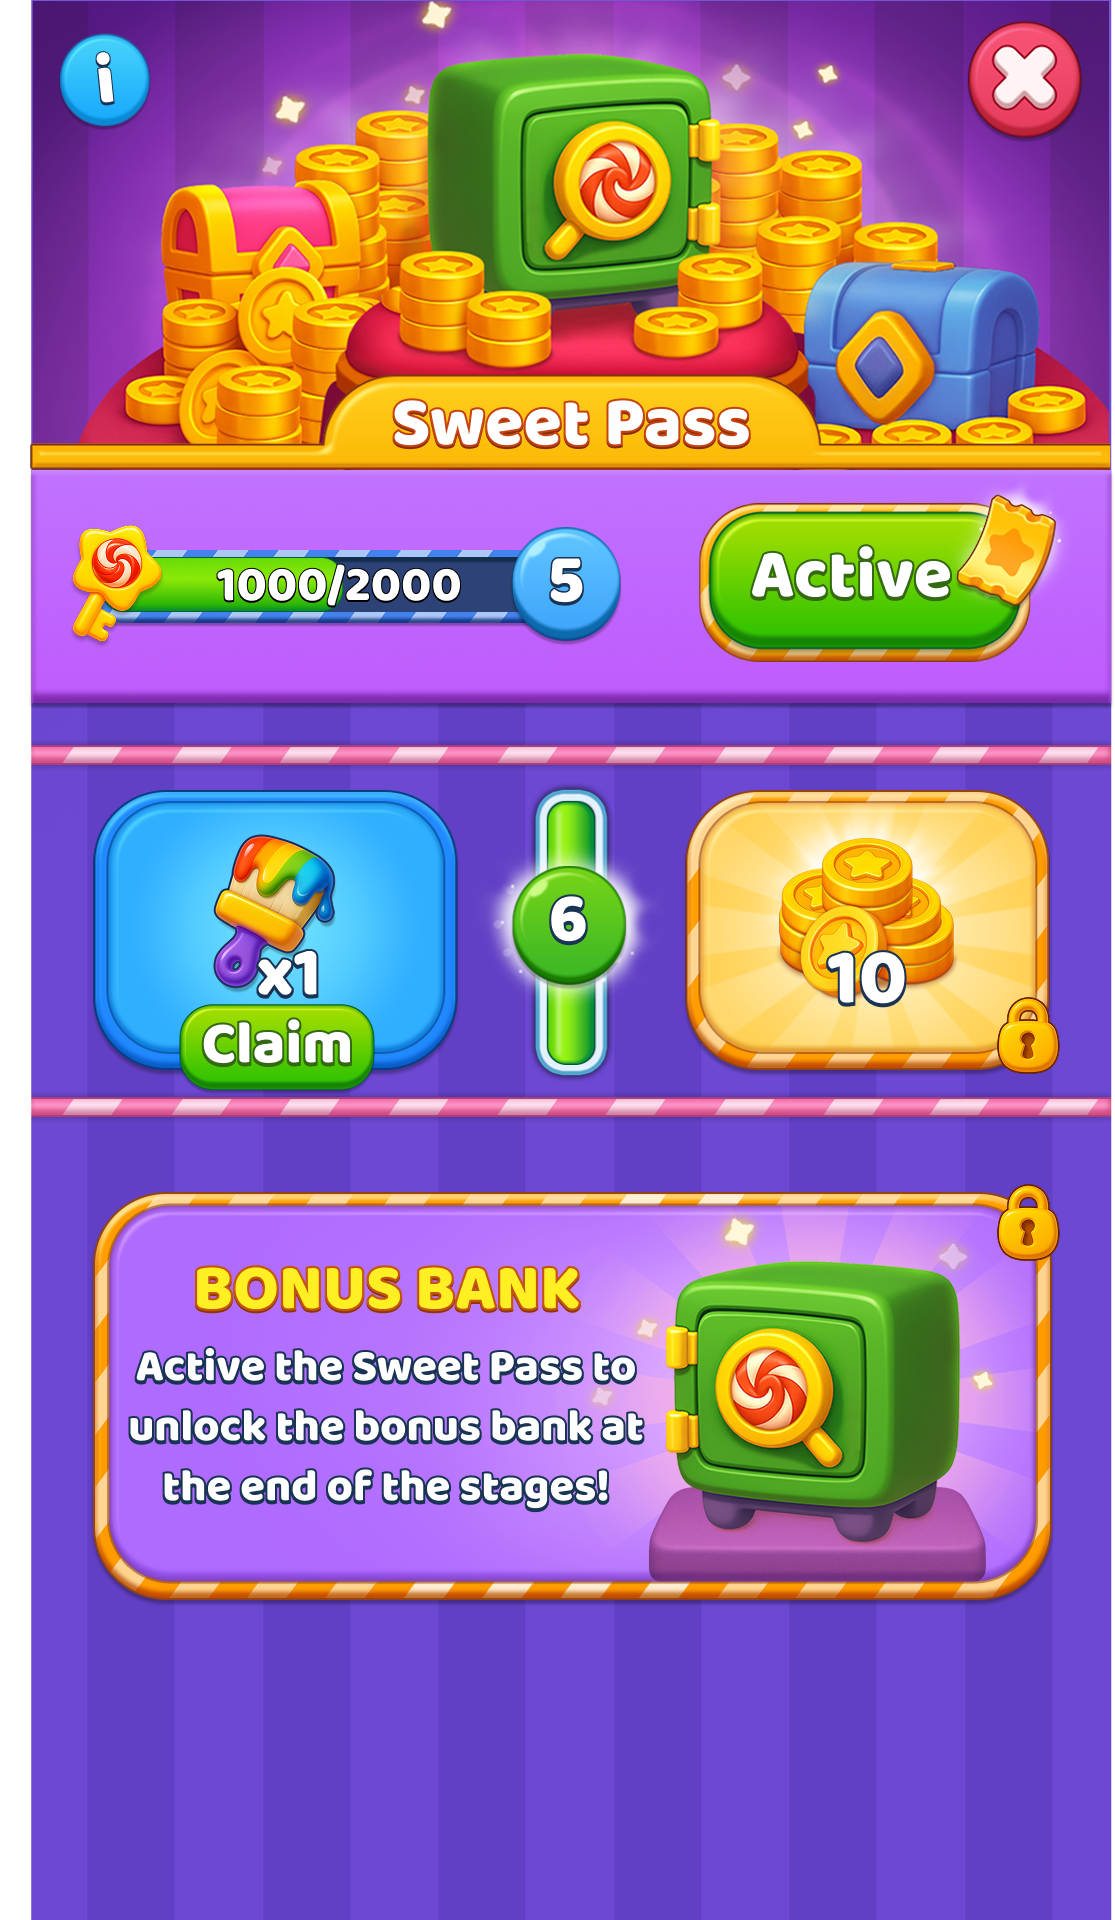 i
Sweet Pass
1000/2000
5
Active
x1
Claim
6
10
BONUS BANK
Active the Sweet Pass to
unlock the bonus bank at
the end of the stages!